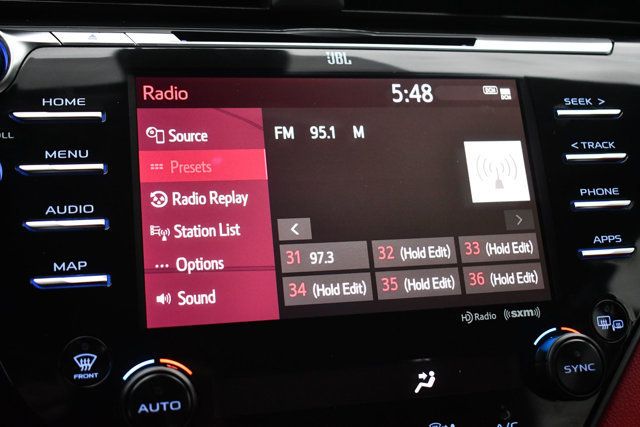 JBL
Radio
5:48
DCM
DCM
HOME
MENU
AUDIO
MAP
Source
Presets
Radio Replay
Station List
Options
Sound
FM 95.1 M
<
>
31 97.3
32 (Hold Edit)
33 (Hold Edit)
34 (Hold Edit)
35 (Hold Edit)
36 (Hold Edit)
HD Radio
((sxm))
SEEK >
< TRACK
PHONE
APPS
FRONT
AUTO
SYNC
A/C